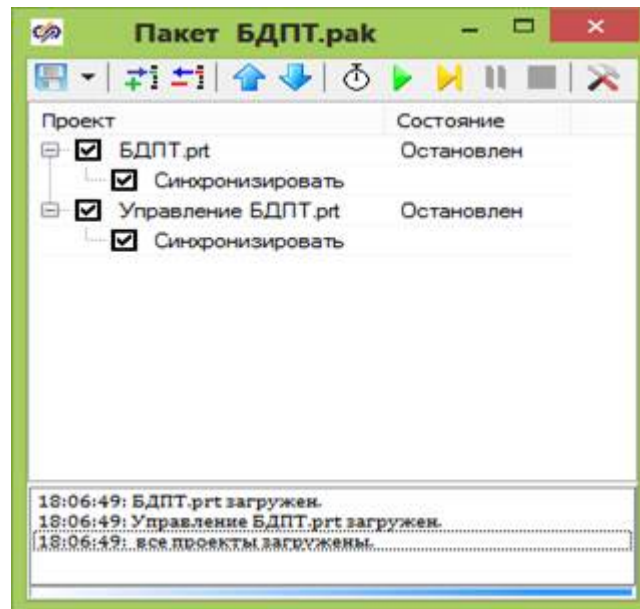 Пакет БДПТ.pak
Проект Состояние
БДПТ.prt Остановлен
Синхронизировать
Управление БДПТ.prt Остановлен
Синхронизировать
18:06:49: БДПТ.prt загружен.
18:06:49: Управление БДПТ.prt загружен.
18:06:49: все проекты загружены.